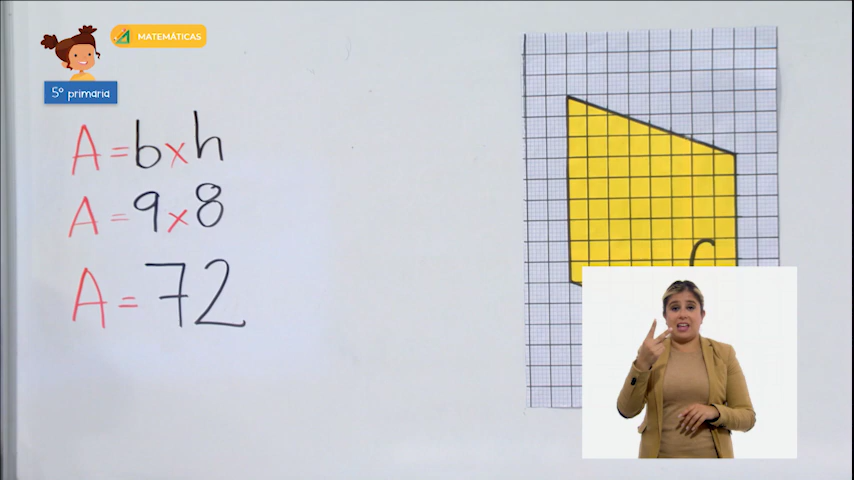 MATEMÁTICAS
5º primaria
A = b x h
A = 9 x 8
A = 72